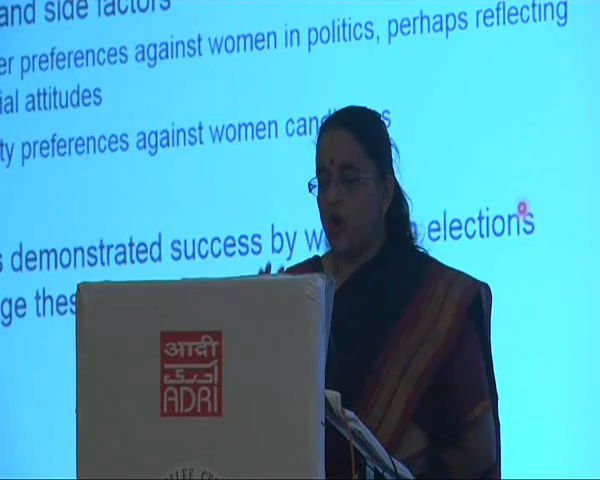 and side factors
er preferences against women in politics, perhaps reflecting
ial attitudes
ty preferences against women
s demonstrated success by elections
ge thes
आद्री
ADRI